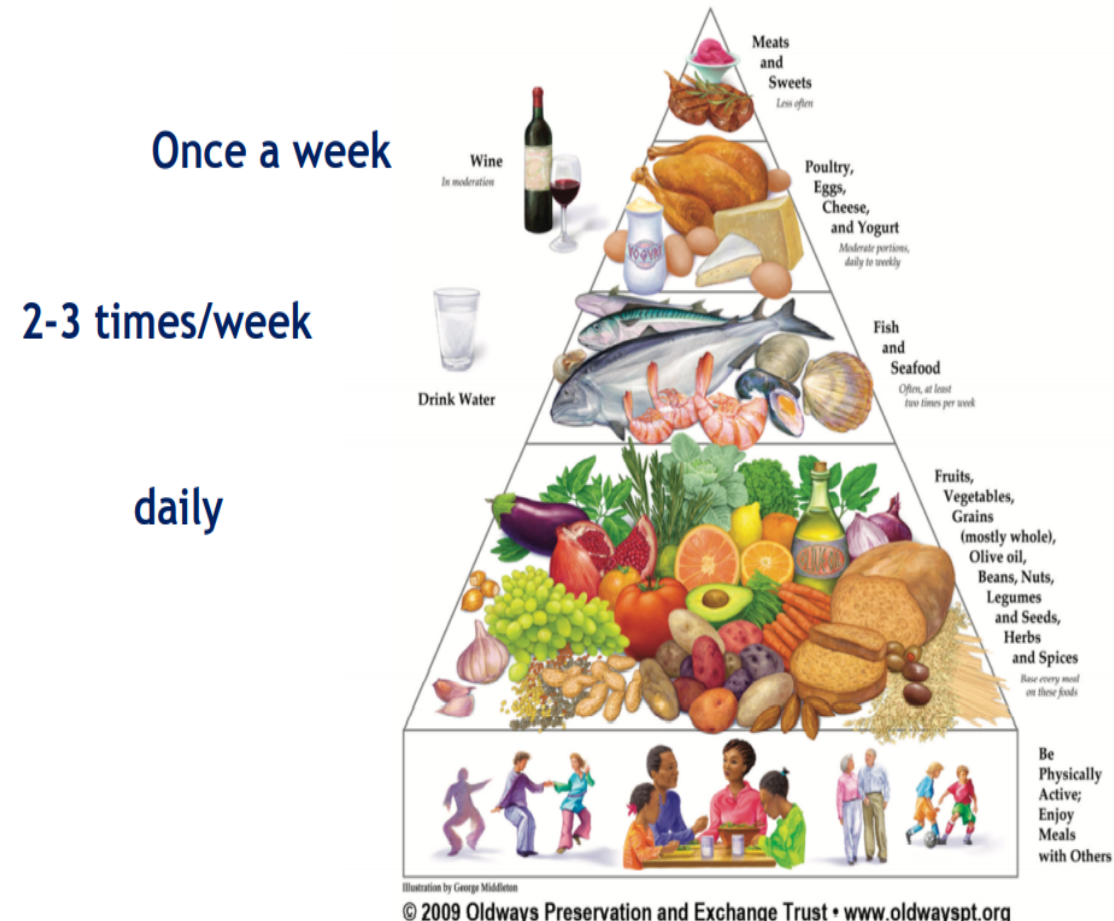 Meats
and
Sweets
Less often
Once a week
Wine
In moderation
Poultry,
Eggs,
Cheese,
and Yogurt
Moderate portions,
daily to weekly
YOGURT
2-3 times/week
Drink Water
Fish
and
Seafood
Often, at least
two times per week
daily
Fruits,
Vegetables,
Grains
(mostly whole),
Olive oil,
Beans, Nuts,
Legumes
and Seeds,
Herbs
and Spices
Base every meal
on these foods
Be
Physically
Active;
Enjoy
Meals
with Others
Illustration by George Middleton
© 2009 Oldways Preservation and Exchange Trust • www.oldwayspt.org